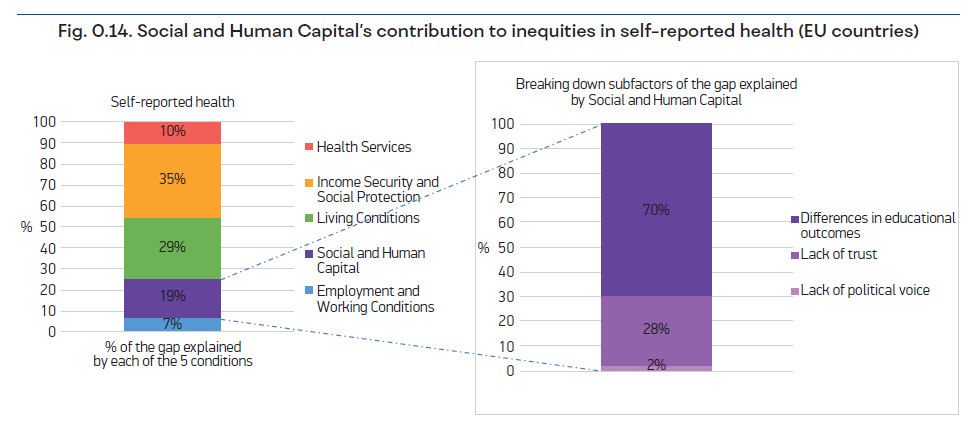 Fig. 0.14. Social and Human Capital's contribution to inequities in self-reported health (EU countries)
Self-reported health
100
90
80
70
60
% 50
40
30
20
10
0
10%
35%
29%
19%
7%
% of the gap explained
by each of the 5 conditions
Health Services
Income Security and
Social Protection
Living Conditions
Social and Human
Capital
Employment and
Working Conditions
Breaking down subfactors of the gap explained
by Social and Human Capital
100
90
80
70
60
% 50
40
30
20
10
0
70%
28%
2%
Differences in educational
outcomes
Lack of trust
Lack of political voice